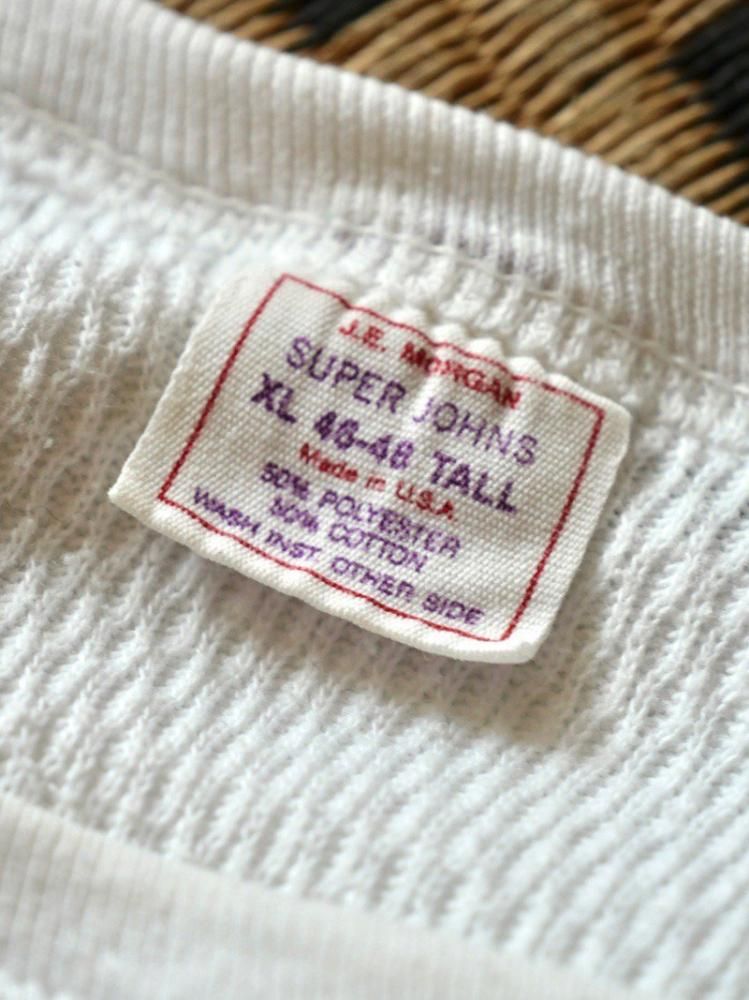 J.E. MORGAN
SUPER JOHNS
XL 46-48 TALL
Made in U.S.A.
50% POLYESTER
50% COTTON
WASH INST OTHER SIDE